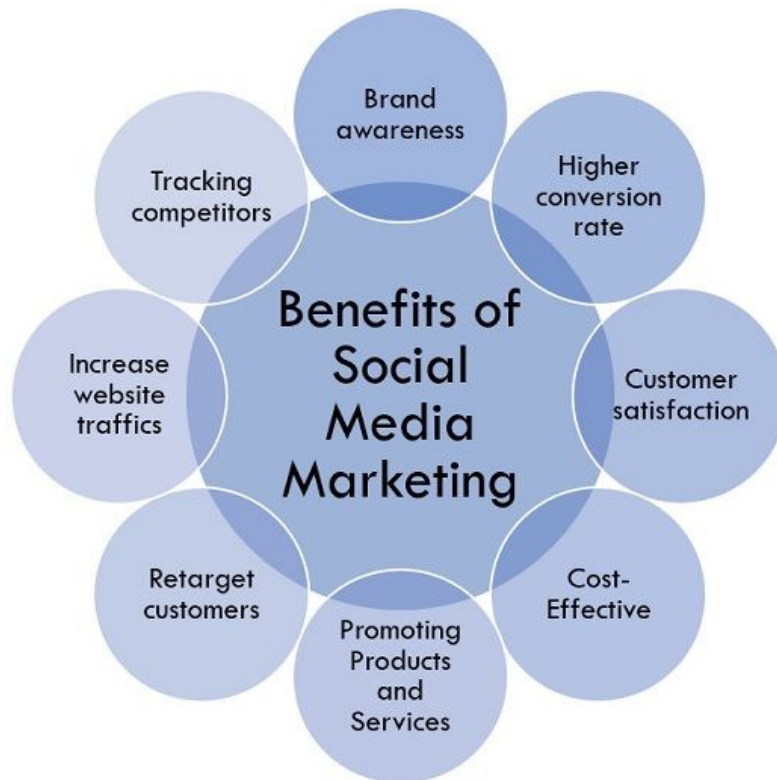 Benefits of
Social
Media
Marketing
Brand
awareness
Higher
conversion
rate
Customer
satisfaction
Cost-
Effective
Promoting
Products
and
Services
Retarget
customers
Increase
website
traffics
Tracking
competitors